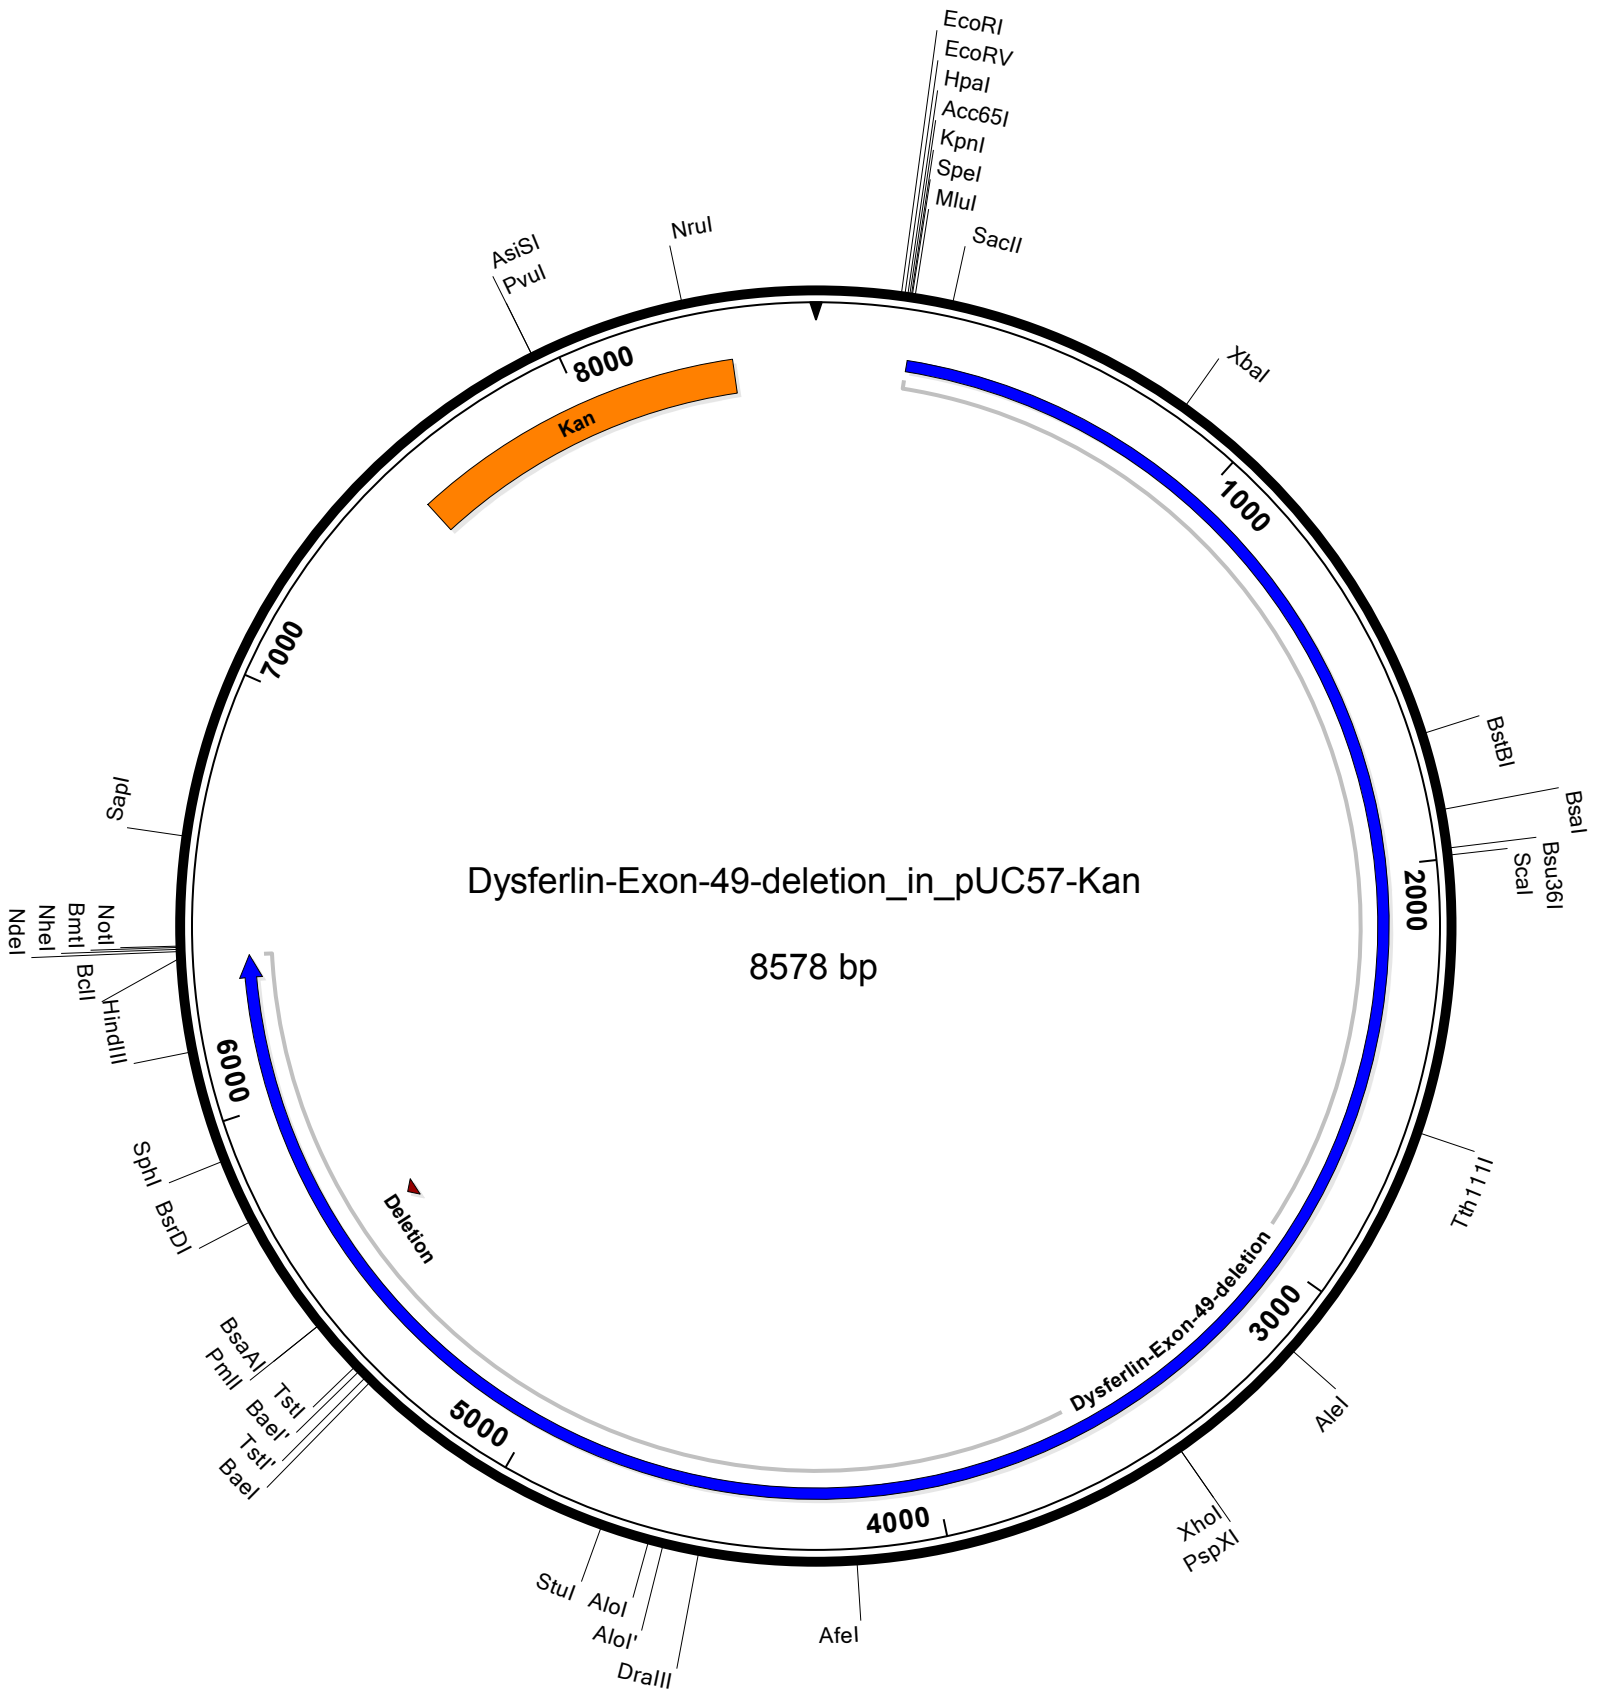 EcoRI
EcoRV
HpaI
Acc65I
KpnI
SpeI
MluI
SacII
XbaI
1000
BstBI
BsaI
Bsu36I
ScaI
2000
Tth111I
3000
AleI
XhoI
PspXI
4000
AfeI
DraIII
AloI'
AloI
StuI
5000
BaeI
TstI'
BaeI'
TstI
PmlI
BsaAI
BsrDI
SphI
6000
HindIII
BclI
NdeI
NheI
BmtI
NotI
SapI
7000
PvuI
AsiSI
8000
NruI
Kan
Dysferlin-Exon-49-deletion
Deletion
Dysferlin-Exon-49-deletion_in_pUC57-Kan
8578 bp